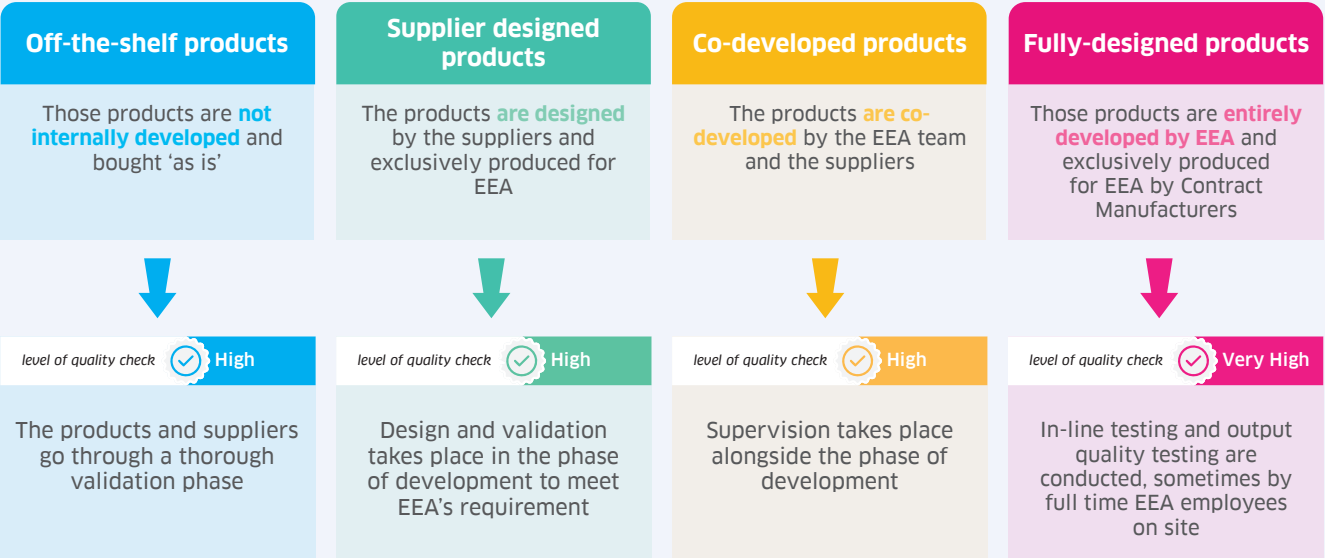 Off-the-shelf products
Those products are not
internally developed and
bought ‘as is’
level of quality check
High
The products and suppliers
go through a thorough
validation phase
Supplier designed
products
The products are designed
by the suppliers and
exclusively produced for
EEA
level of quality check
High
Design and validation
takes place in the phase
of development to meet
EEA’s requirement
Co-developed products
The products are co-
developed by the EEA team
and the suppliers
level of quality check
High
Supervision takes place
alongside the phase of
development
Fully-designed products
Those products are entirely
developed by EEA and
exclusively produced
for EEA by Contract
Manufacturers
level of quality check
Very High
In-line testing and output
quality testing are
conducted, sometimes by
full time EEA employees
on site